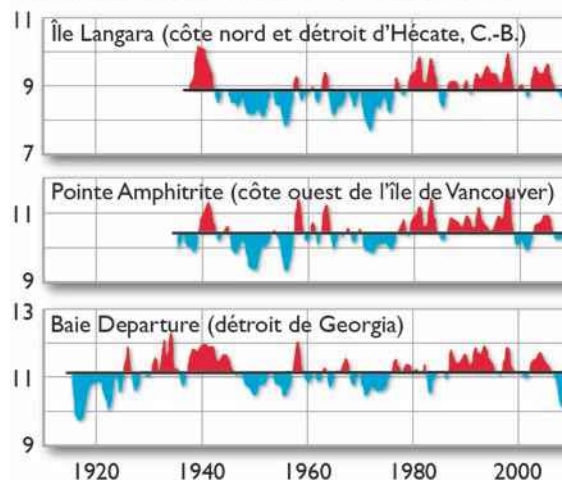 11
Île Langara (côte nord et détroit d'Hécate, C.-B.)
9
7
Pointe Amphitrite (côte ouest de l'île de Vancouver)
11
9
13
Baie Departure (détroit de Georgia)
11
9
1920 1940 1960 1980 2000